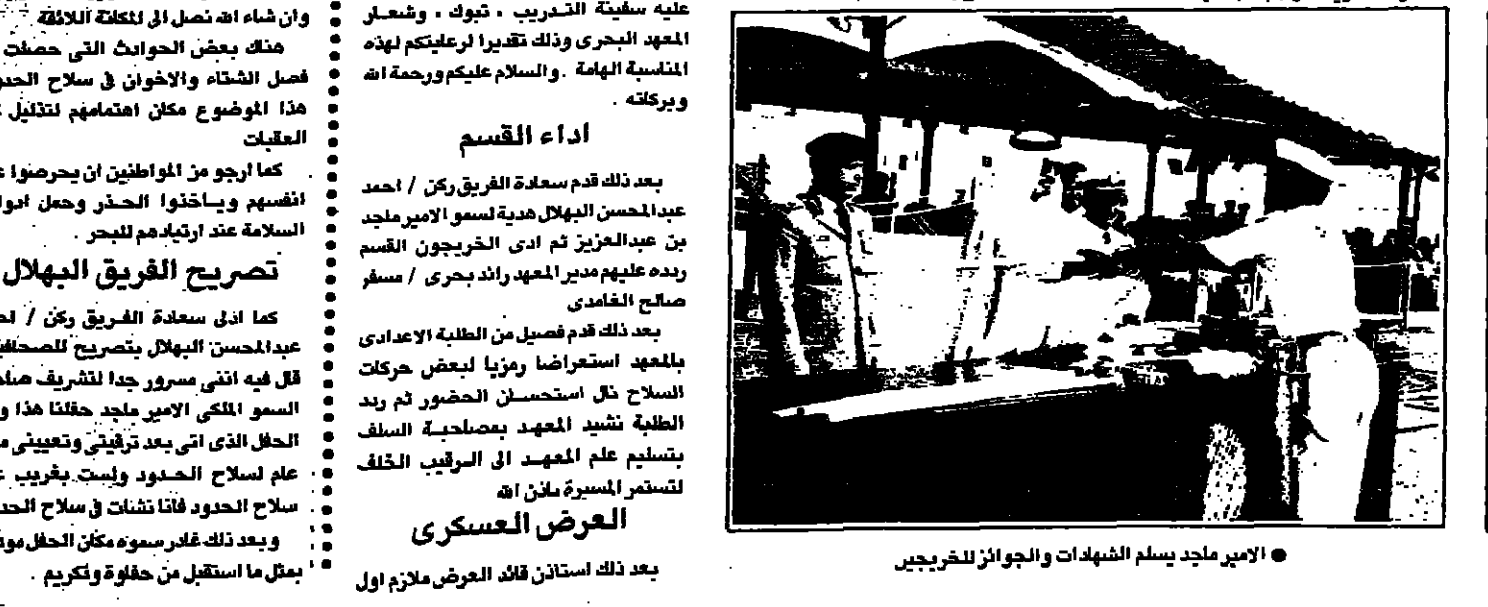 عليه سفينة التدريب ، تبوك ، وشعار
المعهد البحرى وذلك تقديرا لرعايتكم لهذه
المناسبة الهامة . والسلام عليكم ورحمة الله
وبركاته .
اداء القسم
بعد ذلك قدم سعادة الفريق ركن / احمد
عبدالمحسن البهلال هدية لسمو الامير ماجد
بن عبدالعزيز ثم ادى الخريجون القسم
ردده عليهم مدير المعهد رائد بحرى / مسفر
صالح الغامدى
بعد ذلك قدم فصيل من الطلبة الاعدادى
بالمعهد استعراضا رمزيا لبعض حركات
السلاح نال استحسان الحضور ثم ردد
الطلبة نشيد المعهد بمصاحبة السلف
بتسليم علم المعهد الى الرقيب الخلف
لتستمر المسيرة باذن الله
العرض العسكرى
بعد ذلك استاذن قائد العرض ملازم اول
وان شاء الله نصل الى المكانة اللائقة
هناك بعض الحوادث التى حصلت
فصل الشتاء والاخوان فى سلاح
هذا الموضوع مكان اهتمامهم لتذليل
العقبات
كما ارجو من المواطنين ان يحرصوا
انفسهم وياخذوا الحذر وحمل
السلامة عند ارتيادهم للبحر .
تصريح الفريق البهلال
كما ادلى سعادة الفريق ركن /
عبدالمحسن البهلال بتصريح
قال فيه اننى مسرور جدا لتشريف
السمو الملكى الامير ماجد حفلنا هذا
الحفل الذى اتى بعد ترقيتى وتعيينى
عام لسلاح الحدود ولست بغريب
سلاح الحدود فانا نشات فى سلاح
وبعد ذلك غادر سموه مكان الحفل
بمثل ما استقبل من حفاوة وتكريم .
● الامير ماجد يسلم الشهادات والجوائز للخريجين